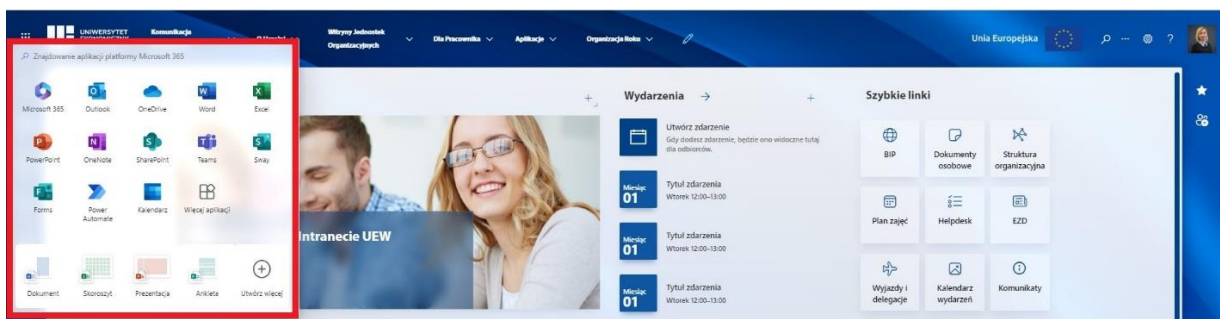 UNIWERSYTET
EKONOMICZNY
Komunikacja
Witryny Jednostek
Organizacyjnych
Dla Pracownika
Aplikacje
Organizacja Roku
Unia Europejska
Znajdowanie aplikacji platformy Microsoft 365
Microsoft 365
Outlook
OneDrive
Word
Excel
PowerPoint
OneNote
SharePoint
Teams
Sway
Forms
Power
Automate
Kalendarz
Więcej aplikacji
Dokument
Skoroszyt
Prezentacja
Ankieta
Utwórz więcej
Intranecie UEW
Wydarzenia
Utwórz zdarzenie
Gdy dodasz zdarzenie, będzie ono widoczne tutaj
dla odbiorców.
Miesiąc
01
Tytuł zdarzenia
Wtorek 12:00–13:00
Miesiąc
01
Tytuł zdarzenia
Wtorek 12:00–13:00
Miesiąc
01
Tytuł zdarzenia
Wtorek 12:00–13:00
Szybkie linki
BIP
Dokumenty
osobowe
Struktura
organizacyjna
Plan zajęć
Helpdesk
EZD
Wyjazdy i
delegacje
Kalendarz
wydarzeń
Komunikaty